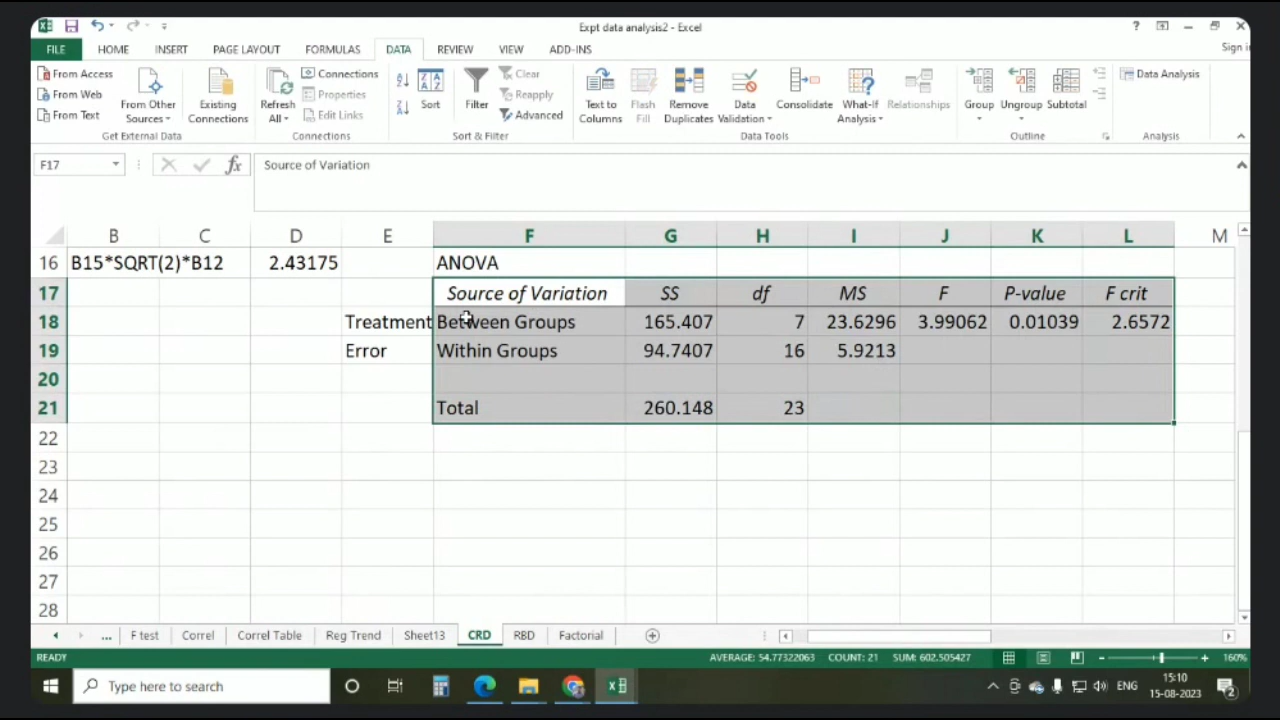 Expt data analysis2 - Excel
?
FILE HOME INSERT PAGE LAYOUT FORMULAS DATA REVIEW VIEW ADD-INS Sign in
From Access
From Web
From Text
From Other Sources
Existing Connections
Get External Data
Refresh All
Connections
Properties
Edit Links
Connections
Sort
Filter
Clear
Reapply
Advanced
Sort & Filter
Text to Columns
Flash Fill
Remove Duplicates
Data Validation
Consolidate
What-If Analysis
Relationships
Data Tools
Group
Ungroup
Subtotal
Outline
Data Analysis
Analysis
F17 fx Source of Variation
B C D E F G H I J K L M
16 B15*SQRT(2)*B12 2.43175 ANOVA
17 Source of Variation SS df MS F P-value F crit
18 Treatment Between Groups 165.407 7 23.6296 3.99062 0.01039 2.6572
19 Error Within Groups 94.7407 16 5.9213
20
21 Total 260.148 23
22
23
24
25
26
27
28
... F test Correl Correl Table Reg Trend Sheet13 CRD RBD Factorial
READY AVERAGE: 54.77322063 COUNT: 21 SUM: 602.505427 160%
Type here to search ENG 15:10
15-08-2023 2